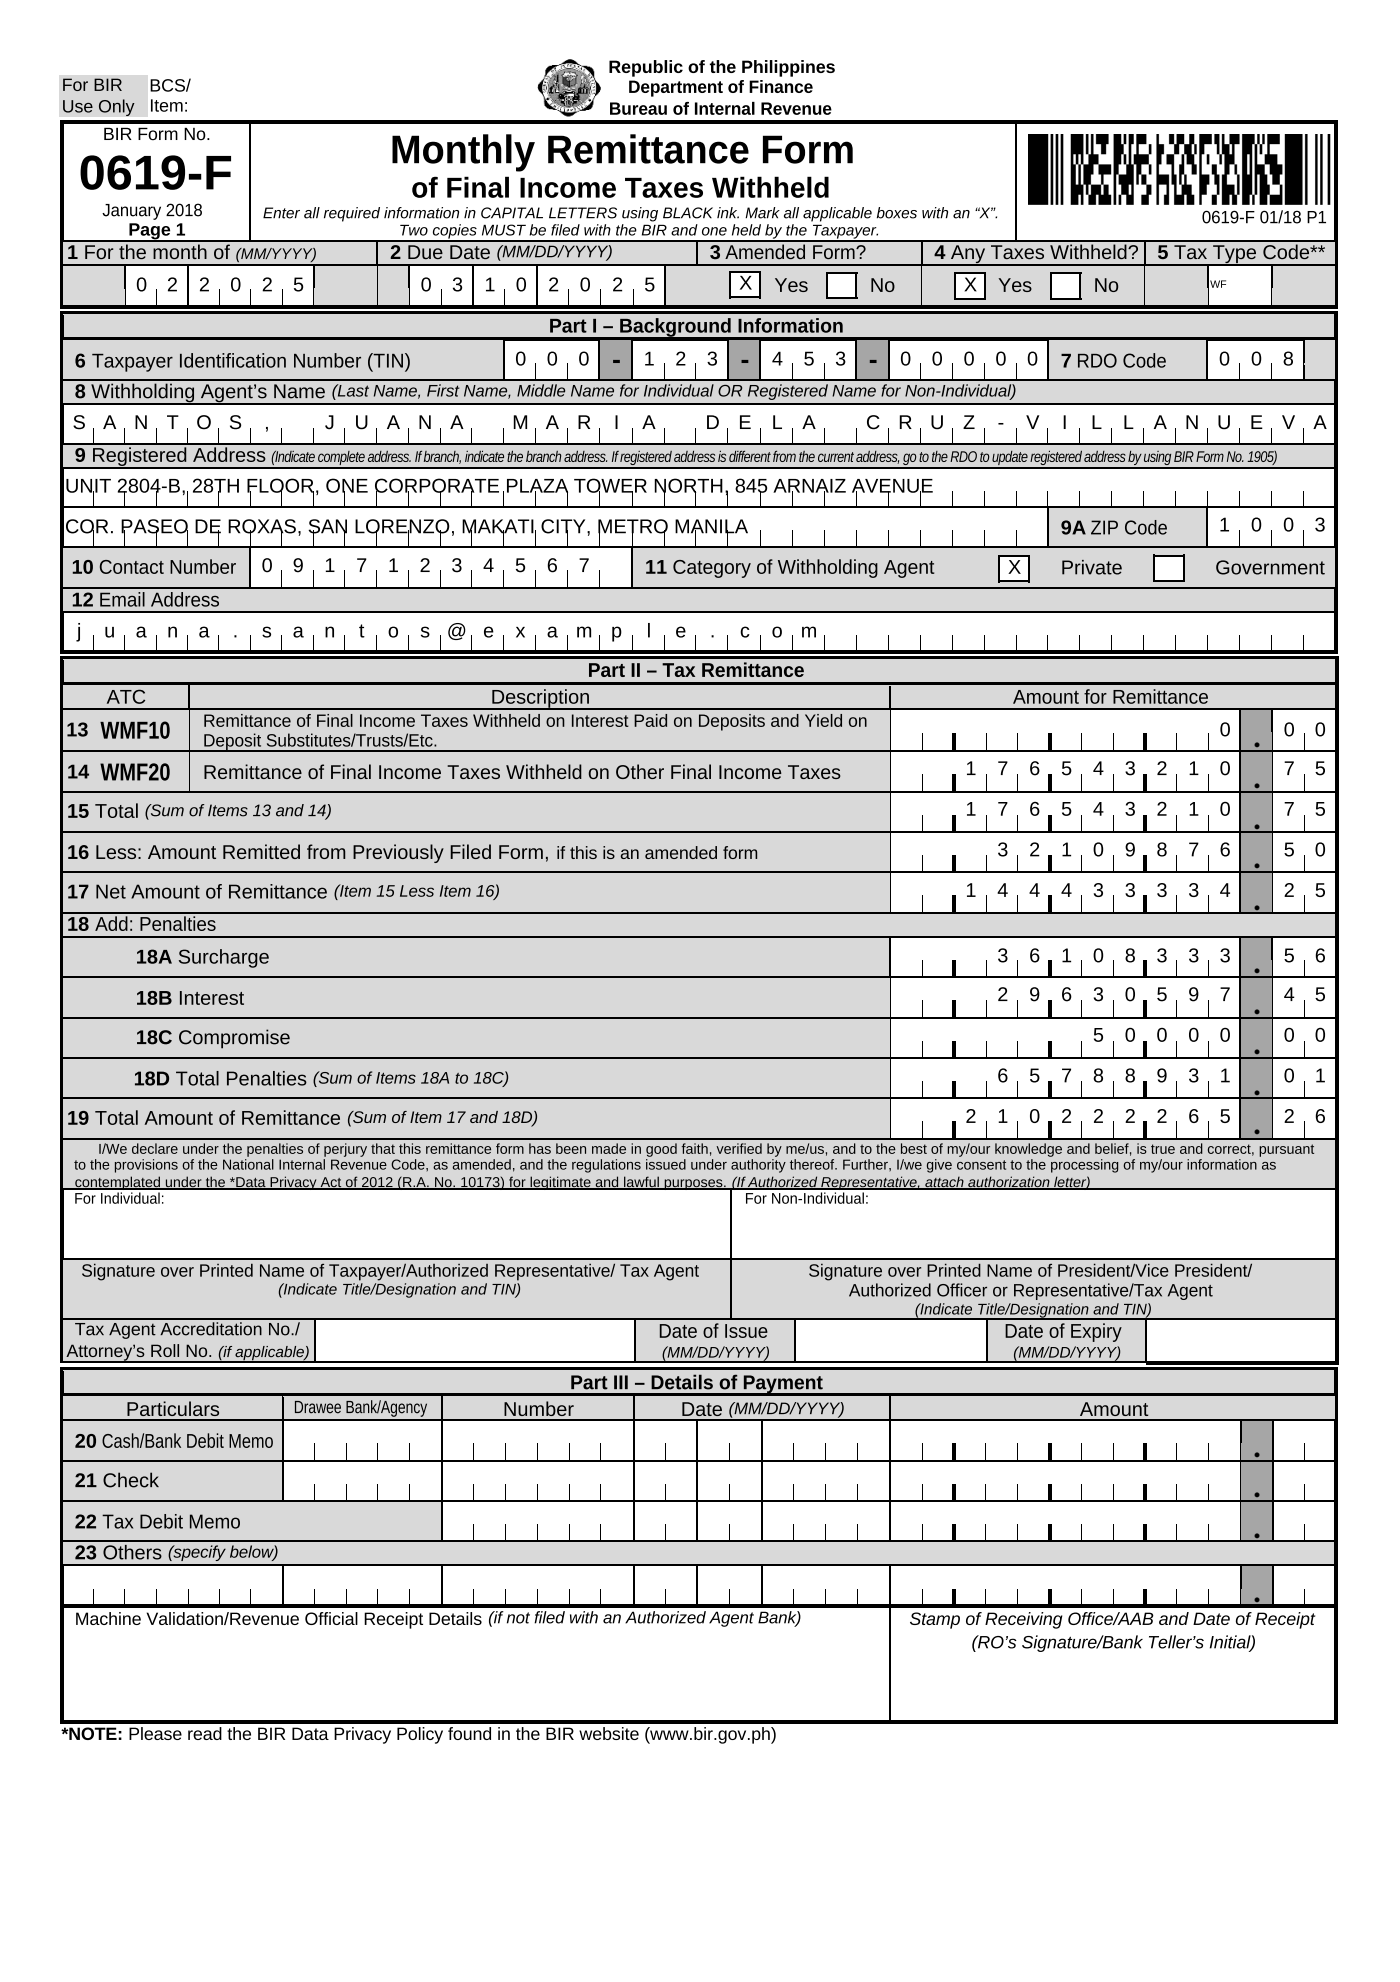 Republic of the Philippines
For BIR BCS/
Department of Finance
Use Only Item:
Bureau of Internal Revenue
BIR Form No.
0619-F
January 2018
Page 1
Monthly Remittance Form
of Final Income Taxes Withheld
Enter all required information in CAPITAL LETTERS using BLACK ink. Mark all applicable boxes with an “X”.
Two copies MUST be filed with the BIR and one held by the Taxpayer.
0619-F 01/18 P1
1 For the month of (MM/YYYY) 2 Due Date (MM/DD/YYYY) 3 Amended Form? 4 Any Taxes Withheld? 5 Tax Type Code**
0 2 2 0 2 5 0 3 1 0 2 0 2 5 X Yes No X Yes No WF
Part I – Background Information
6 Taxpayer Identification Number (TIN) 0 0 0 - 1 2 3 - 4 5 3 - 0 0 0 0 0 7 RDO Code 0 0 8
8 Withholding Agent’s Name (Last Name, First Name, Middle Name for Individual OR Registered Name for Non-Individual)
S A N T O S , J U A N A M A R I A D E L A C R U Z - V I L L A N U E V A
9 Registered Address (Indicate complete address. If branch, indicate the branch address. If registered address is different from the current address, go to the RDO to update registered address by using BIR Form No. 1905)
UNIT 2804-B, 28TH FLOOR, ONE CORPORATE PLAZA TOWER NORTH, 845 ARNAIZ AVENUE
COR. PASEO DE ROXAS, SAN LORENZO, MAKATI CITY, METRO MANILA 9A ZIP Code 1 0 0 3
10 Contact Number 0 9 1 7 1 2 3 4 5 6 7 11 Category of Withholding Agent X Private Government
12 Email Address
j u a n a . s a n t o s @ e x a m p l e . c o m
Part II – Tax Remittance
ATC Description Amount for Remittance
13 WMF10 Remittance of Final Income Taxes Withheld on Interest Paid on Deposits and Yield on
Deposit Substitutes/Trusts/Etc. 0 . 0 0
14 WMF20 Remittance of Final Income Taxes Withheld on Other Final Income Taxes 1 7 6 5 4 3 2 1 0 . 7 5
15 Total (Sum of Items 13 and 14) 1 7 6 5 4 3 2 1 0 . 7 5
16 Less: Amount Remitted from Previously Filed Form, if this is an amended form 3 2 1 0 9 8 7 6 . 5 0
17 Net Amount of Remittance (Item 15 Less Item 16) 1 4 4 4 3 3 3 3 4 . 2 5
18 Add: Penalties
18A Surcharge 3 6 1 0 8 3 3 3 . 5 6
18B Interest 2 9 6 3 0 5 9 7 . 4 5
18C Compromise 5 0 0 0 0 . 0 0
18D Total Penalties (Sum of Items 18A to 18C) 6 5 7 8 8 9 3 1 . 0 1
19 Total Amount of Remittance (Sum of Item 17 and 18D) 2 1 0 2 2 2 2 6 5 . 2 6
I/We declare under the penalties of perjury that this remittance form has been made in good faith, verified by me/us, and to the best of my/our knowledge and belief, is true and correct, pursuant
to the provisions of the National Internal Revenue Code, as amended, and the regulations issued under authority thereof. Further, I/we give consent to the processing of my/our information as
contemplated under the *Data Privacy Act of 2012 (R.A. No. 10173) for legitimate and lawful purposes. (If Authorized Representative, attach authorization letter)
For Individual: For Non-Individual:
Signature over Printed Name of Taxpayer/Authorized Representative/ Tax Agent
(Indicate Title/Designation and TIN)
Signature over Printed Name of President/Vice President/
Authorized Officer or Representative/Tax Agent
(Indicate Title/Designation and TIN)
Tax Agent Accreditation No./
Attorney’s Roll No. (if applicable)
Date of Issue
(MM/DD/YYYY)
Date of Expiry
(MM/DD/YYYY)
Part III – Details of Payment
Particulars Drawee Bank/Agency Number Date (MM/DD/YYYY) Amount
20 Cash/Bank Debit Memo .
21 Check .
22 Tax Debit Memo .
23 Others (specify below)
.
Machine Validation/Revenue Official Receipt Details (if not filed with an Authorized Agent Bank)
Stamp of Receiving Office/AAB and Date of Receipt
(RO’s Signature/Bank Teller’s Initial)
*NOTE: Please read the BIR Data Privacy Policy found in the BIR website (www.bir.gov.ph)